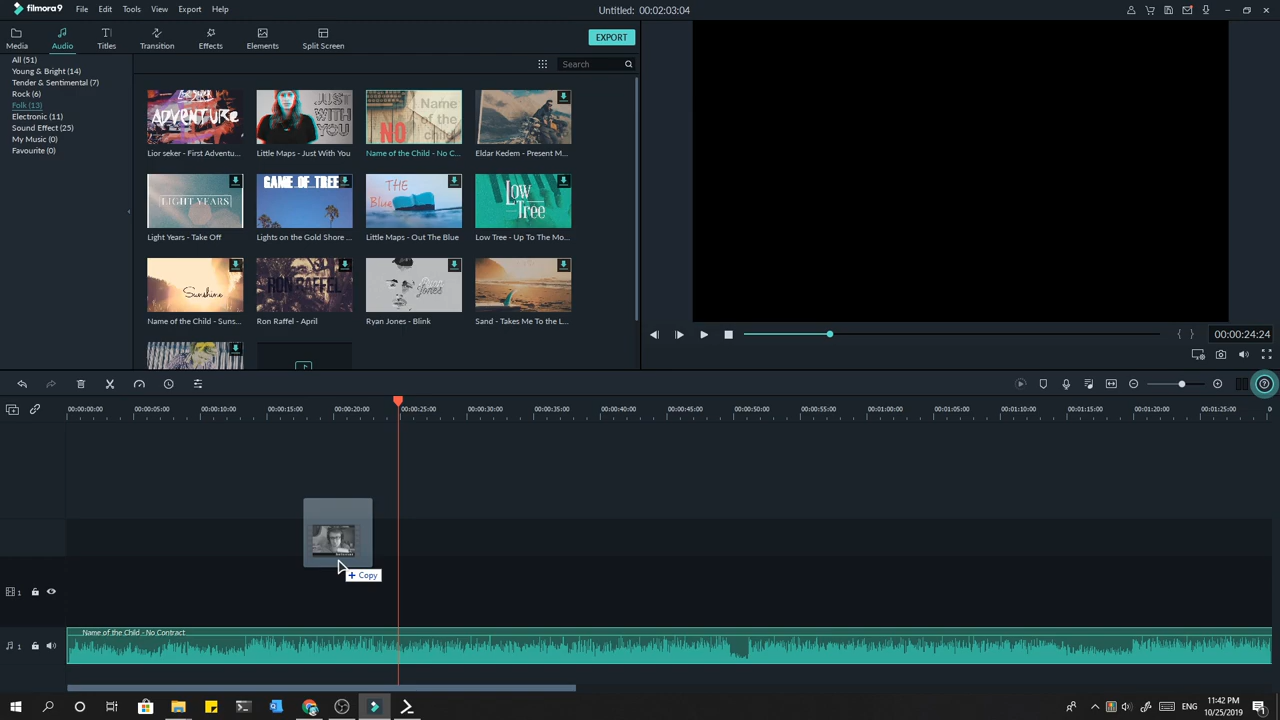 filmora9 File Edit Tools View Export Help Untitled: 00:02:03:04
Media Audio Titles Transition Effects Elements Split Screen EXPORT
All (51)
Young & Bright (14)
Tender & Sentimental (7)
Rock (6)
Folk (13)
Electronic (11)
Sound Effect (25)
My Music (0)
Favourite (0)
Search
ADVENTURE
JUST WITH YOU
Name of the child
NO
Lior seker - First Adventu...
Little Maps - Just With You
Name of the Child - No C...
Eldar Kedem - Present M...
LIGHT YEARS
GAME OF TREE
THE Blue
LOW TREE
Light Years - Take Off
Lights on the Gold Shore ...
Little Maps - Out The Blue
Low Tree - Up To The Mo...
Sunshine
RON RAFFEL
Ryan Jones
Name of the Child - Suns...
Ron Raffel - April
Ryan Jones - Blink
Sand - Takes Me To the L...
00:00:24:24
00:00:00:00 00:00:05:00 00:00:10:00 00:00:15:00 00:00:20:00 00:00:25:00 00:00:30:00 00:00:35:00 00:00:40:00 00:00:45:00 00:00:50:00 00:00:55:00 00:01:00:00 00:01:05:00 00:01:10:00 00:01:15:00 00:01:20:00 00:01:25:00
+ Copy
1
Name of the Child - No Contract
1
ENG
11:42 PM
10/25/2019
1